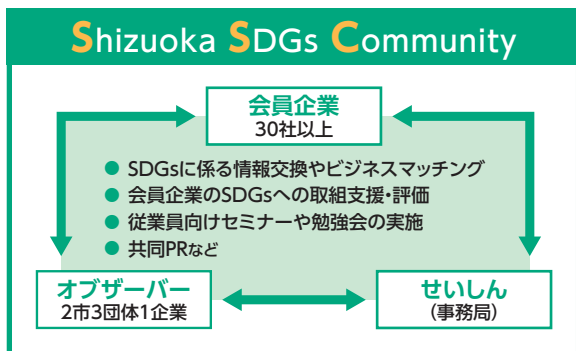 Shizuoka SDGs Community
会員企業
30社以上
● SDGsに係る情報交換やビジネスマッチング
● 会員企業のSDGsへの取組支援・評価
● 従業員向けセミナーや勉強会の実施
● 共同PRなど
オブザーバー
2市3団体1企業
せいしん
(事務局)